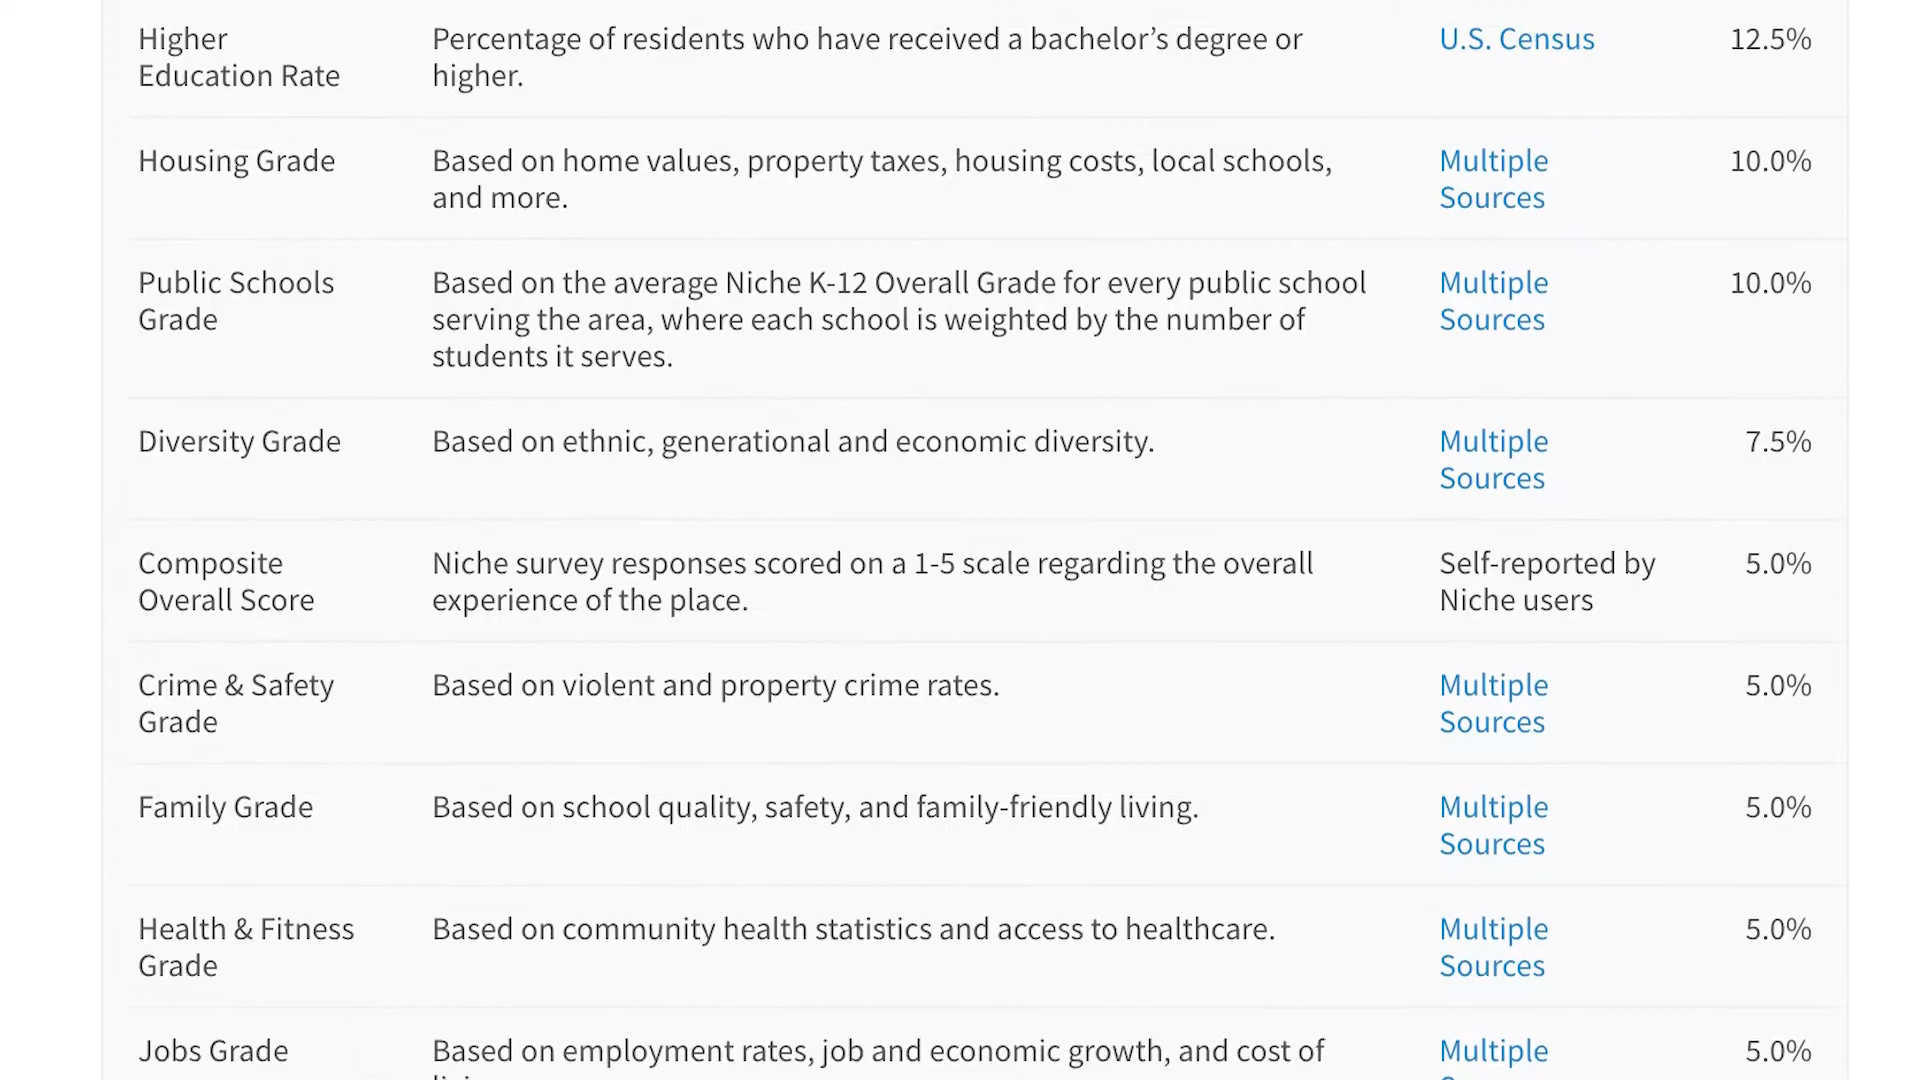 Higher
Education Rate
Percentage of residents who have received a bachelor’s degree or
higher.
U.S. Census
12.5%
Housing Grade
Based on home values, property taxes, housing costs, local schools,
and more.
Multiple
Sources
10.0%
Public Schools
Grade
Based on the average Niche K-12 Overall Grade for every public school
serving the area, where each school is weighted by the number of
students it serves.
Multiple
Sources
10.0%
Diversity Grade
Based on ethnic, generational and economic diversity.
Multiple
Sources
7.5%
Composite
Overall Score
Niche survey responses scored on a 1-5 scale regarding the overall
experience of the place.
Self-reported by
Niche users
5.0%
Crime & Safety
Grade
Based on violent and property crime rates.
Multiple
Sources
5.0%
Family Grade
Based on school quality, safety, and family-friendly living.
Multiple
Sources
5.0%
Health & Fitness
Grade
Based on community health statistics and access to healthcare.
Multiple
Sources
5.0%
Jobs Grade
Based on employment rates, job and economic growth, and cost of
Multiple
5.0%